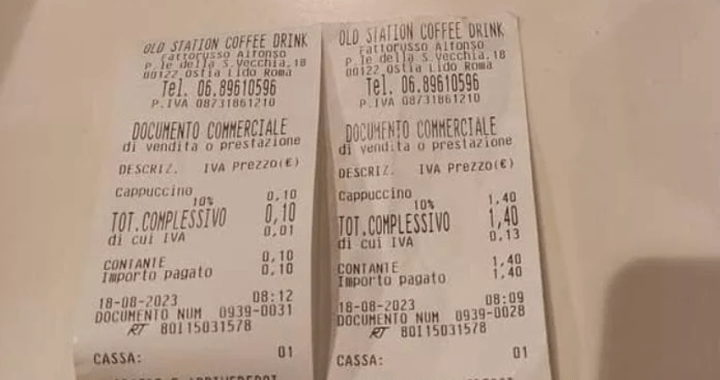 OLD STATION COFFEE DRINK
Fattorusso Alfonso
P.le della S.Vecchia,18
00122 Ostia Lido Roma
Tel. 06.89610596
P.IVA 08731861210
DOCUMENTO COMMERCIALE
di vendita o prestazione
DESCRIZ. IVA Prezzo(€)
Cappuccino 0,10
10%
TOT.COMPLESSIVO 0,10
di cui IVA 0,01
CONTANTE 0,10
Importo pagato 0,10
18-08-2023 08:12
DOCUMENTO NUM 0939-0031
RT 80I15031578
CASSA: 01
OLD STATION COFFEE DRINK
Fattorusso Alfonso
P.le della S.Vecchia,18
00122 Ostia Lido Roma
Tel. 06.89610596
P.IVA 08731861210
DOCUMENTO COMMERCIALE
di vendita o prestazione
DESCRIZ. IVA Prezzo(€)
Cappuccino 1,40
10%
TOT.COMPLESSIVO 1,40
di cui IVA 0,13
CONTANTE 1,40
Importo pagato 1,40
18-08-2023 08:09
DOCUMENTO NUM 0939-0028
RT 80I15031578
CASSA: 01